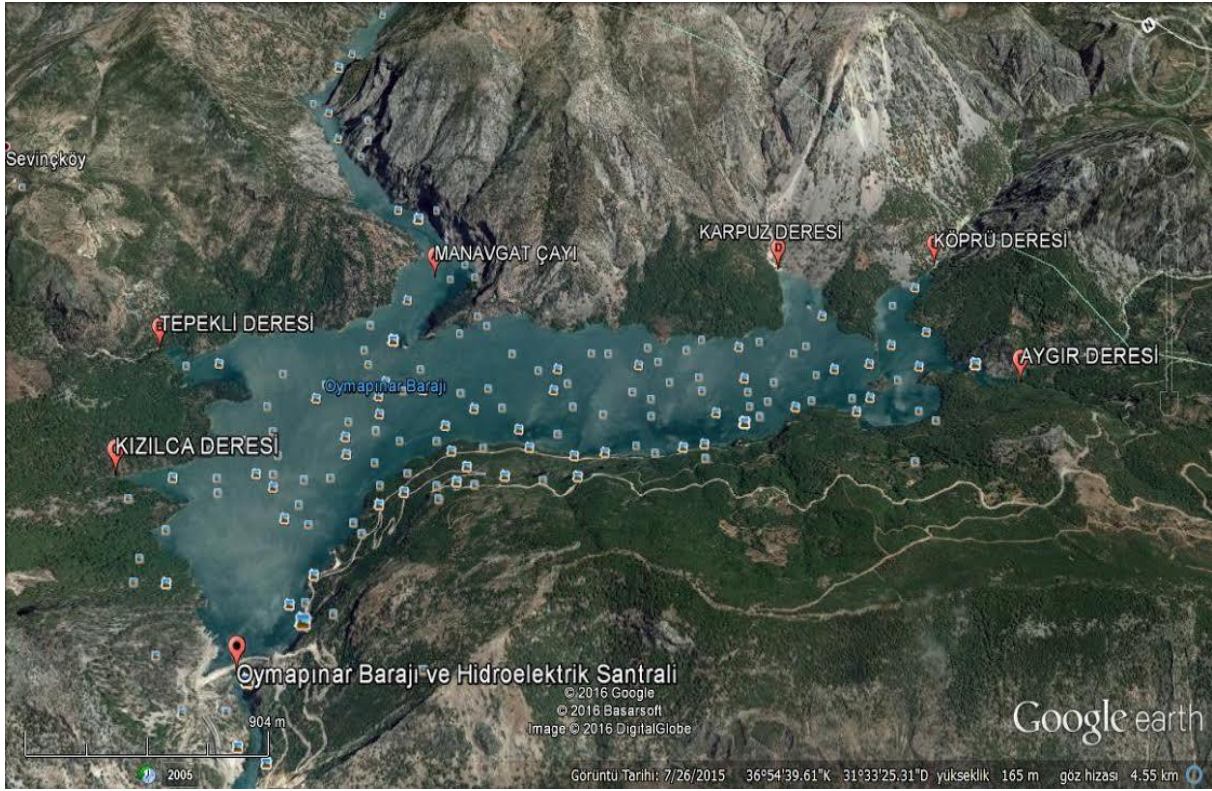 N
Sevinçköy
MANAVGAT ÇAYI
KARPUZ DERESİ
D
KÖPRÜ DERESİ
TEPEKLİ DERESİ
AYGIR DERESİ
Oymapınar Barajı
KIZILCA DERESİ
Oymapınar Barajı ve Hidroelektrik Santrali
© 2016 Google
© 2016 Basarsoft
Image © 2016 DigitalGlobe
Google earth
904 m
2005
Görüntü Tarihi: 7/26/2015 36°54'39.61"K 31°33'25.31"D yükseklik 165 m göz hizası 4.55 km